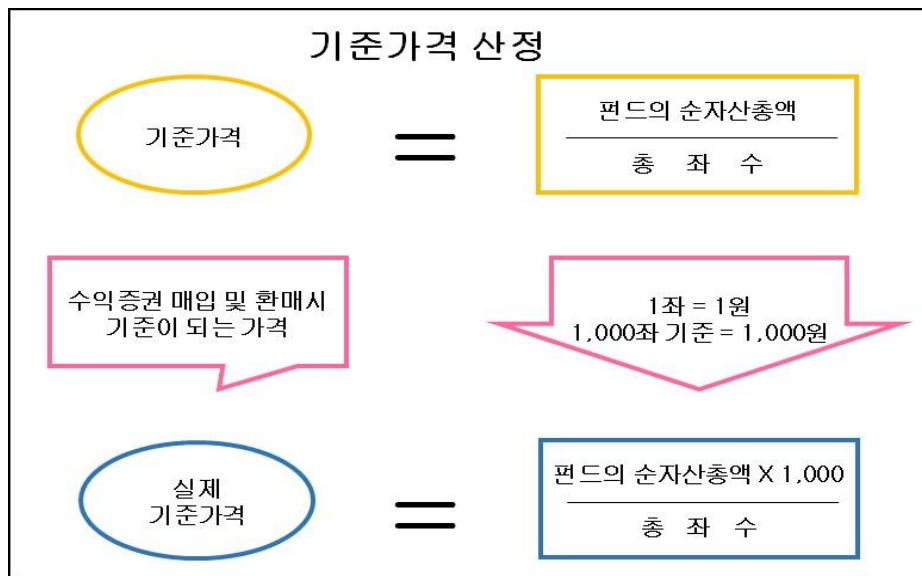 기준가격 산정
기준가격
=
펀드의 순자산총액
총 좌 수
수익증권 매입 및 환매시
기준이 되는 가격
1좌 = 1원
1,000좌 기준 = 1,000원
실제
기준가격
=
펀드의 순자산총액 X 1,000
총 좌 수